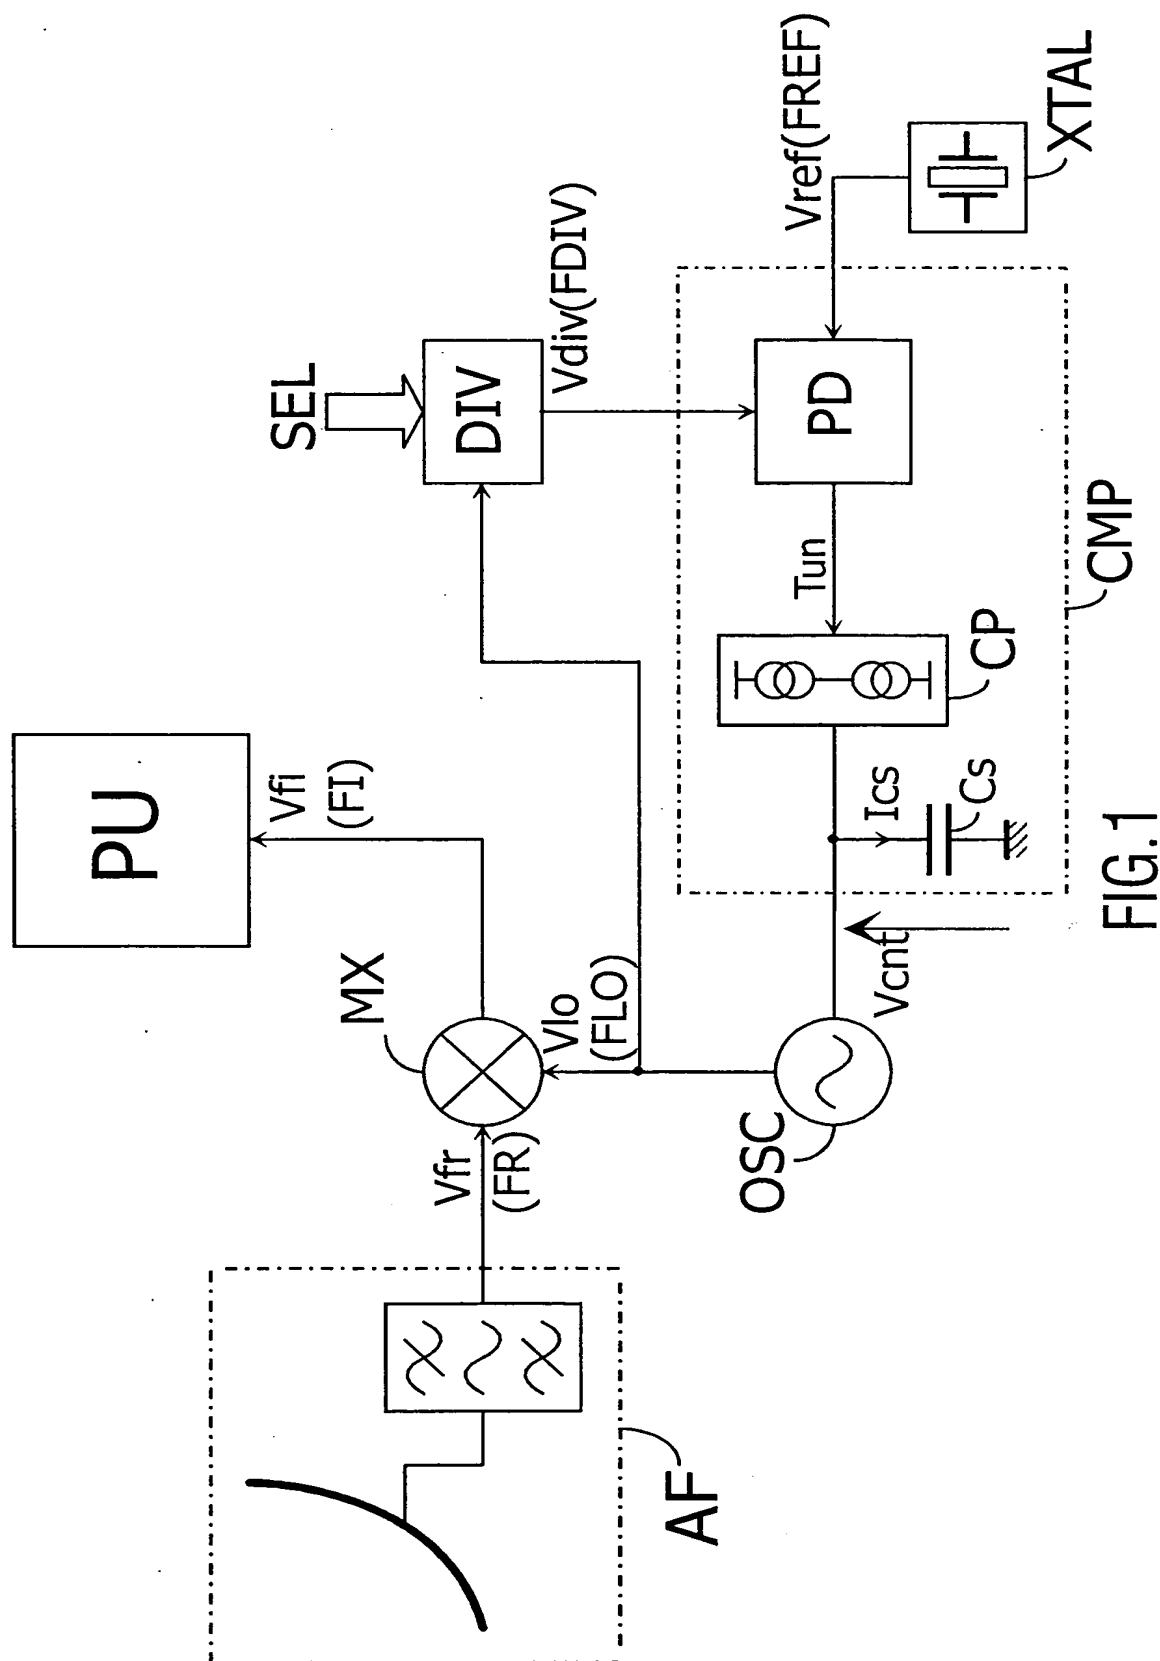 PU
Vfi
(FI)
MX
SEL
DIV
Vdiv(FDIV)
Vfr
(FR)
Vlo
(FLO)
AF
OSC
Vcnt
Ics
Cs
CP
Tun
PD
Vref(FREF)
XTAL
CMP
FIG.1